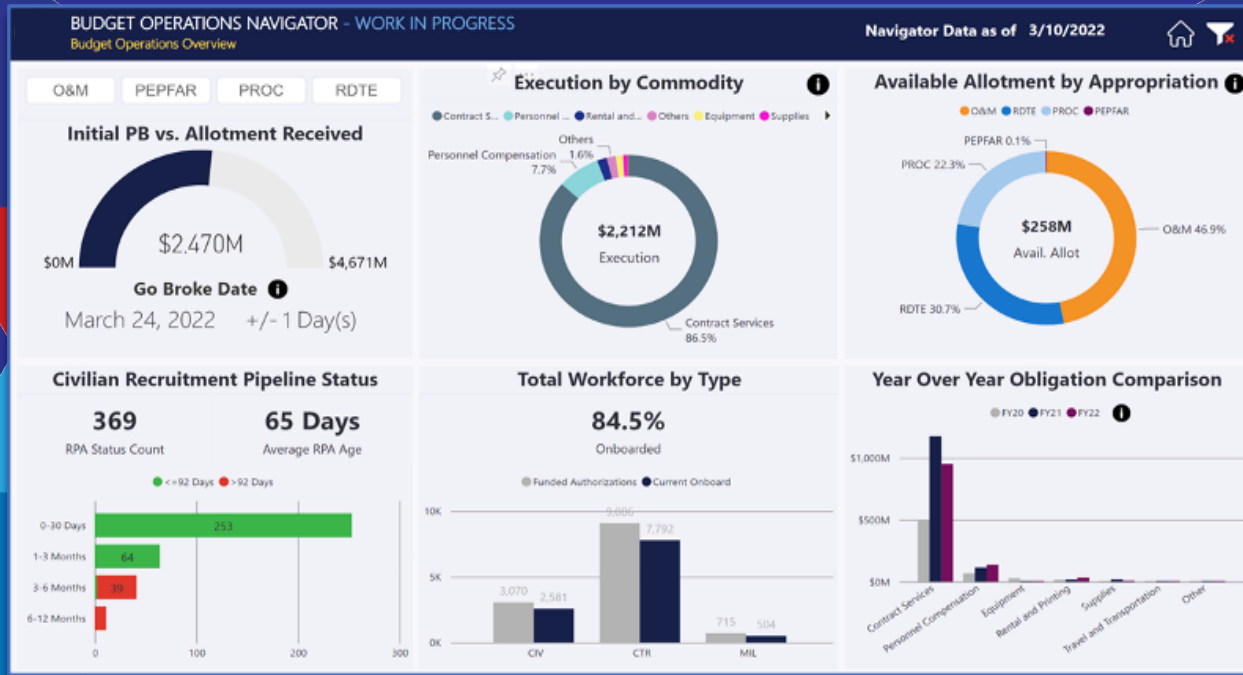 BUDGET OPERATIONS NAVIGATOR - WORK IN PROGRESS
Budget Operations Overview
Navigator Data as of 3/10/2022
O&M PEPFAR PROC RDTE
Initial PB vs. Allotment Received
$2,470M
$0M
$4,671M
Go Broke Date i
March 24, 2022 +/- 1 Day(s)
Execution by Commodity i
Contract S... Personnel ... Rental and... Others Equipment Supplies
Others
1.6%
Personnel Compensation
7.7%
$2,212M
Execution
Contract Services
86.5%
Available Allotment by Appropriation i
O&M RDTE PROC PEPFAR
PEPFAR 0.1%
PROC 22.3%
$258M
Avail. Allot
O&M 46.9%
RDTE 30.7%
Civilian Recruitment Pipeline Status
369
RPA Status Count
65 Days
Average RPA Age
<=92 Days >92 Days
0-30 Days
253
1-3 Months
64
3-6 Months
39
6-12 Months
0 100 200 300
Total Workforce by Type
84.5%
Onboarded
Funded Authorizations Current Onboard
10K
5K
0K
3,070
2,581
7,792
715
504
CIV CTR MIL
Year Over Year Obligation Comparison
FY20 FY21 FY22 i
$1,000M
$500M
$0M
Contract Services
Personnel Compensation
Equipment
Rental and Printing
Supplies
Travel and Transportation
Other